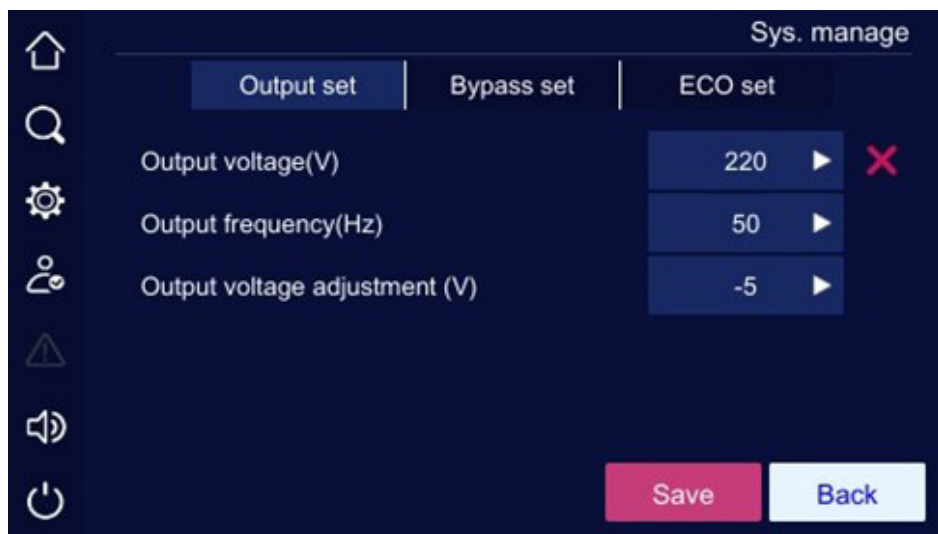 Sys. manage
Output set Bypass set ECO set
Output voltage(V) 220
Output frequency(Hz) 50
Output voltage adjustment (V) -5
Save Back